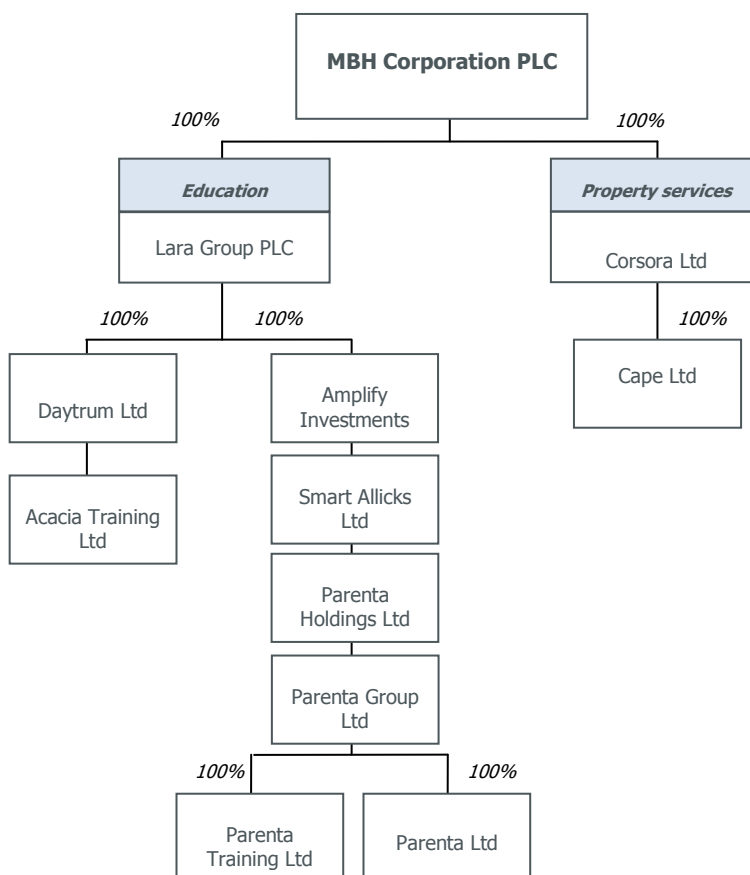 MBH Corporation PLC
100%
100%
Education
Property services
Lara Group PLC
Corsora Ltd
100%
100%
100%
Daytrum Ltd
Amplify
Investments
Cape Ltd
Acacia Training
Ltd
Smart Allicks
Ltd
Parenta
Holdings Ltd
Parenta Group
Ltd
100%
100%
Parenta
Training Ltd
Parenta Ltd